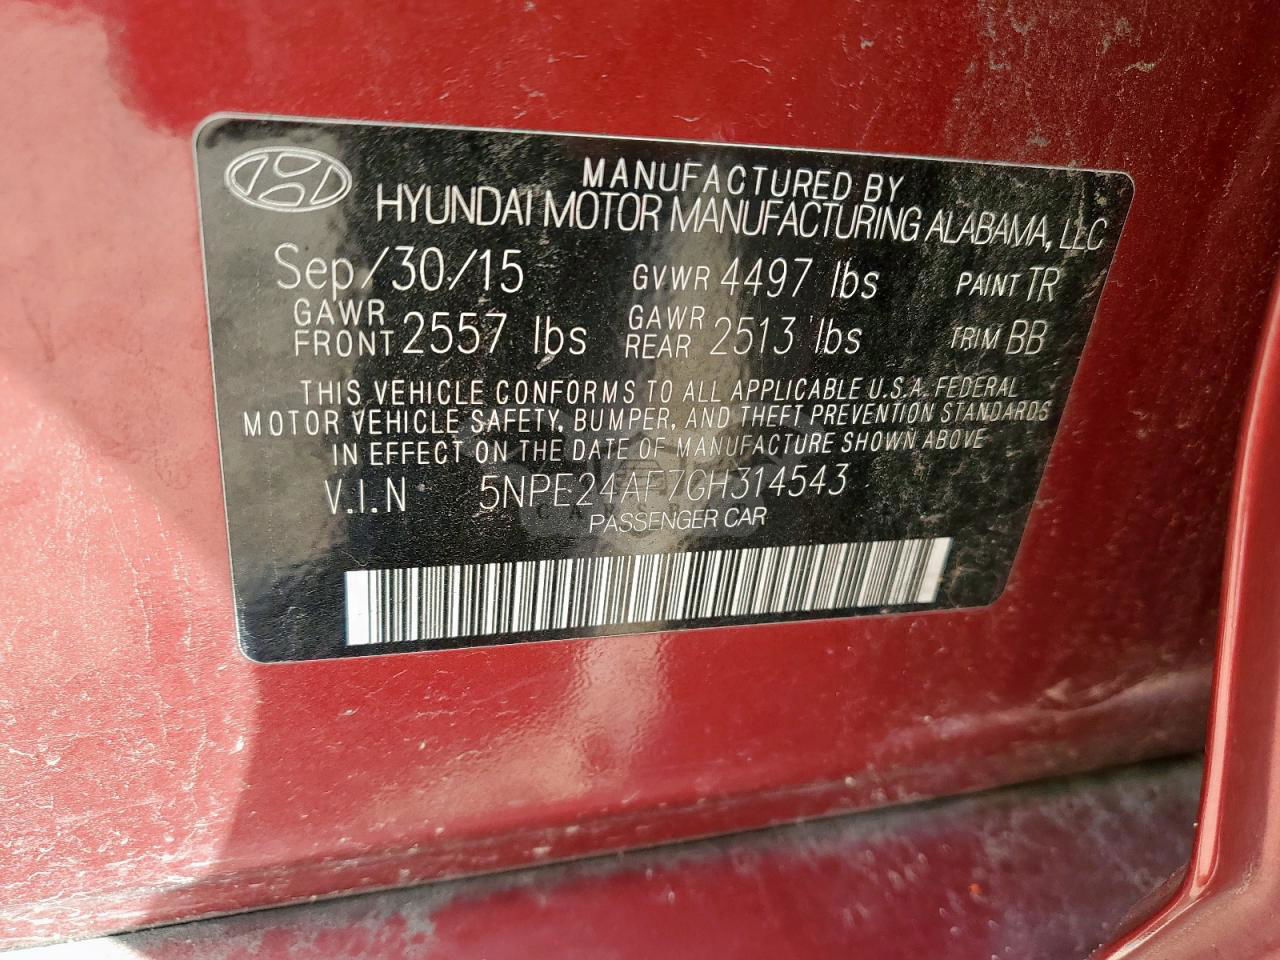 MANUFACTURED BY
HYUNDAI MOTOR MANUFACTURING ALABAMA, LLC
Sep/30/15 GVWR 4497 lbs PAINT TR
GAWR FRONT 2557 lbs GAWR REAR 2513 lbs TRIM BB
THIS VEHICLE CONFORMS TO ALL APPLICABLE U.S.A. FEDERAL
MOTOR VEHICLE SAFETY, BUMPER, AND THEFT PREVENTION STANDARDS
IN EFFECT ON THE DATE OF MANUFACTURE SHOWN ABOVE
V.I.N 5NPE24AF7GH314543
PASSENGER CAR